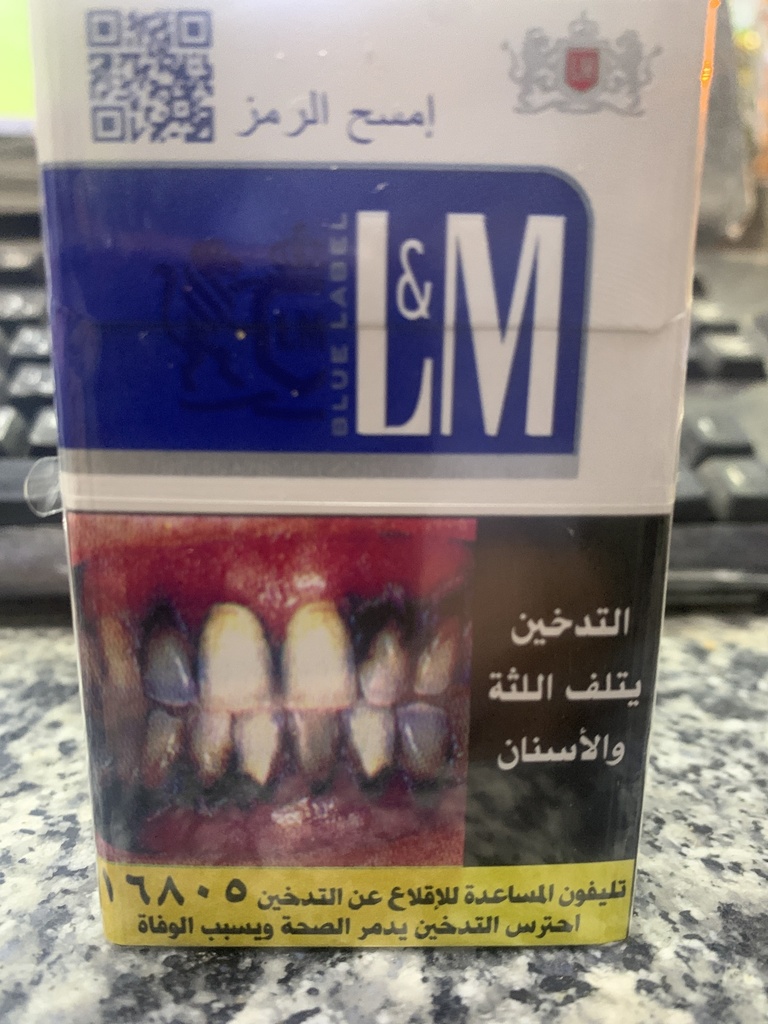 إمسح الرمز
L&M
BLUE LABEL
التدخين
يتلف اللثة
والأسنان
تليفون المساعدة للإقلاع عن التدخين ١٦٨٠٥
احترس التدخين يدمر الصحة ويسبب الوفاة